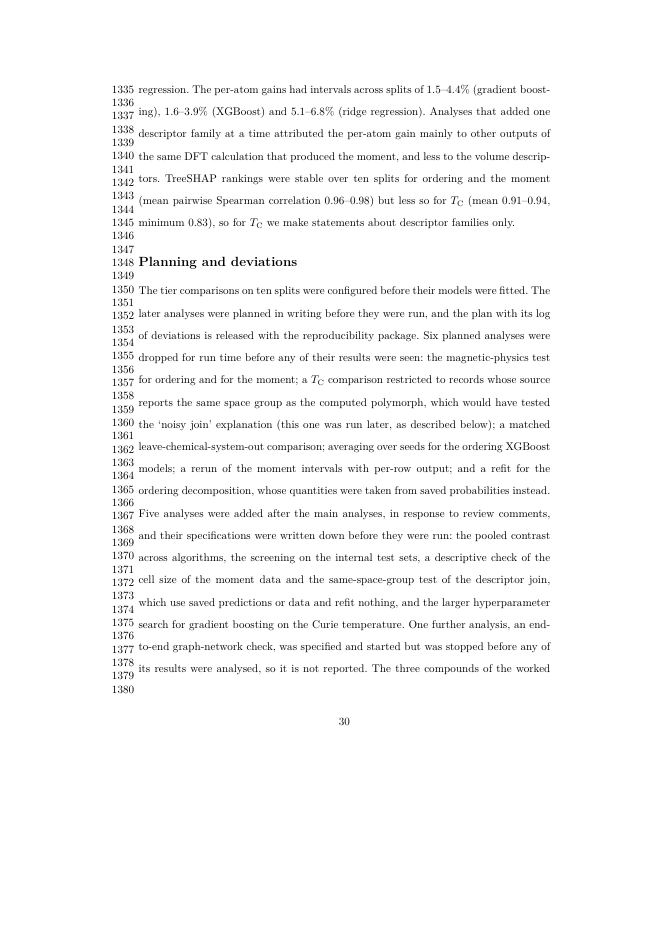 1335 regression. The per-atom gains had intervals across splits of 1.5–4.4% (gradient boost-
1336
1337 ing), 1.6–3.9% (XGBoost) and 5.1–6.8% (ridge regression). Analyses that added one
1338 descriptor family at a time attributed the per-atom gain mainly to other outputs of
1339
1340 the same DFT calculation that produced the moment, and less to the volume descrip-
1341
1342 tors. TreeSHAP rankings were stable over ten splits for ordering and the moment
1343 (mean pairwise Spearman correlation 0.96–0.98) but less so for TC (mean 0.91–0.94,
1344
1345 minimum 0.83), so for TC we make statements about descriptor families only.
1346
1347
1348 Planning and deviations
1349
1350 The tier comparisons on ten splits were configured before their models were fitted. The
1351
1352 later analyses were planned in writing before they were run, and the plan with its log
1353 of deviations is released with the reproducibility package. Six planned analyses were
1354
1355 dropped for run time before any of their results were seen: the magnetic-physics test
1356
1357 for ordering and for the moment; a TC comparison restricted to records whose source
1358 reports the same space group as the computed polymorph, which would have tested
1359
1360 the ‘noisy join’ explanation (this one was run later, as described below); a matched
1361
1362 leave-chemical-system-out comparison; averaging over seeds for the ordering XGBoost
1363 models; a rerun of the moment intervals with per-row output; and a refit for the
1364
1365 ordering decomposition, whose quantities were taken from saved probabilities instead.
1366
1367 Five analyses were added after the main analyses, in response to review comments,
1368 and their specifications were written down before they were run: the pooled contrast
1369
1370 across algorithms, the screening on the internal test sets, a descriptive check of the
1371
1372 cell size of the moment data and the same-space-group test of the descriptor join,
1373 which use saved predictions or data and refit nothing, and the larger hyperparameter
1374
1375 search for gradient boosting on the Curie temperature. One further analysis, an end-
1376
1377 to-end graph-network check, was specified and started but was stopped before any of
1378 its results were analysed, so it is not reported. The three compounds of the worked
1379
1380
30